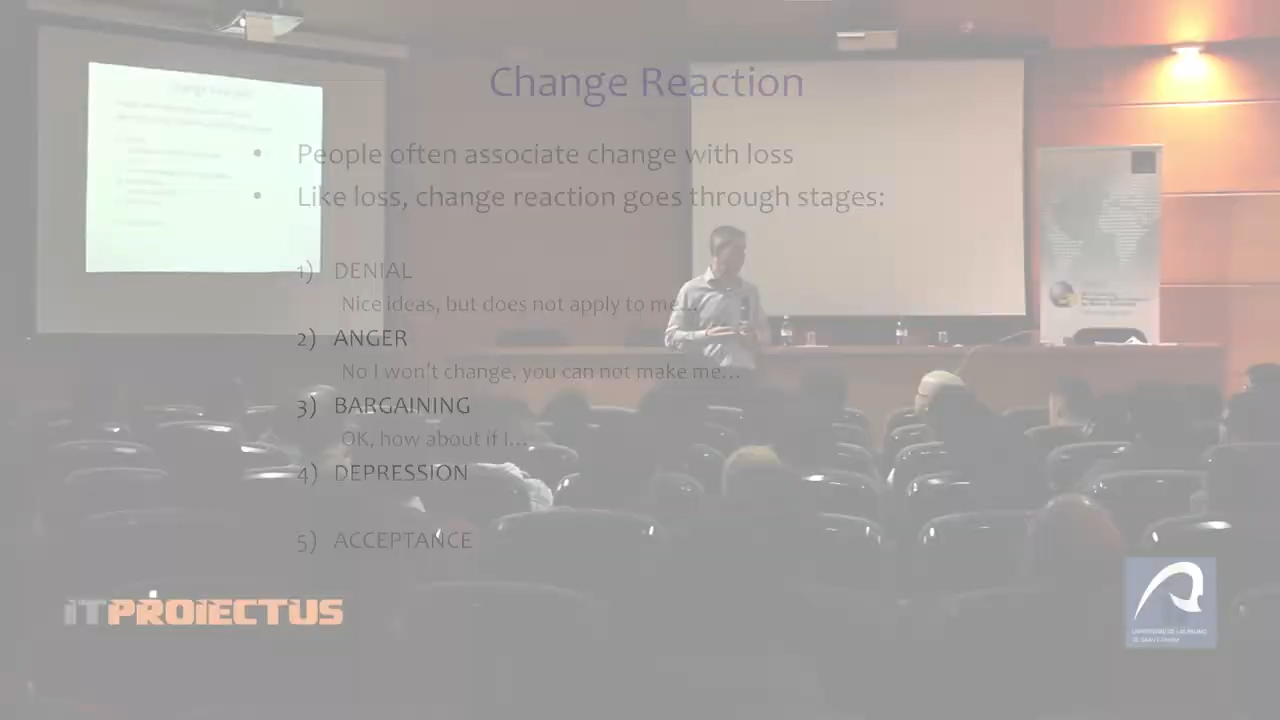 Change Reaction
• People often associate change with loss
• Like loss, change reaction goes through stages:
1) DENIAL
Nice ideas, but does not apply to me...
2) ANGER
No I won't change, you can not make me...
3) BARGAINING
OK, how about if I...
4) DEPRESSION
5) ACCEPTANCE
iTPROiECTUS